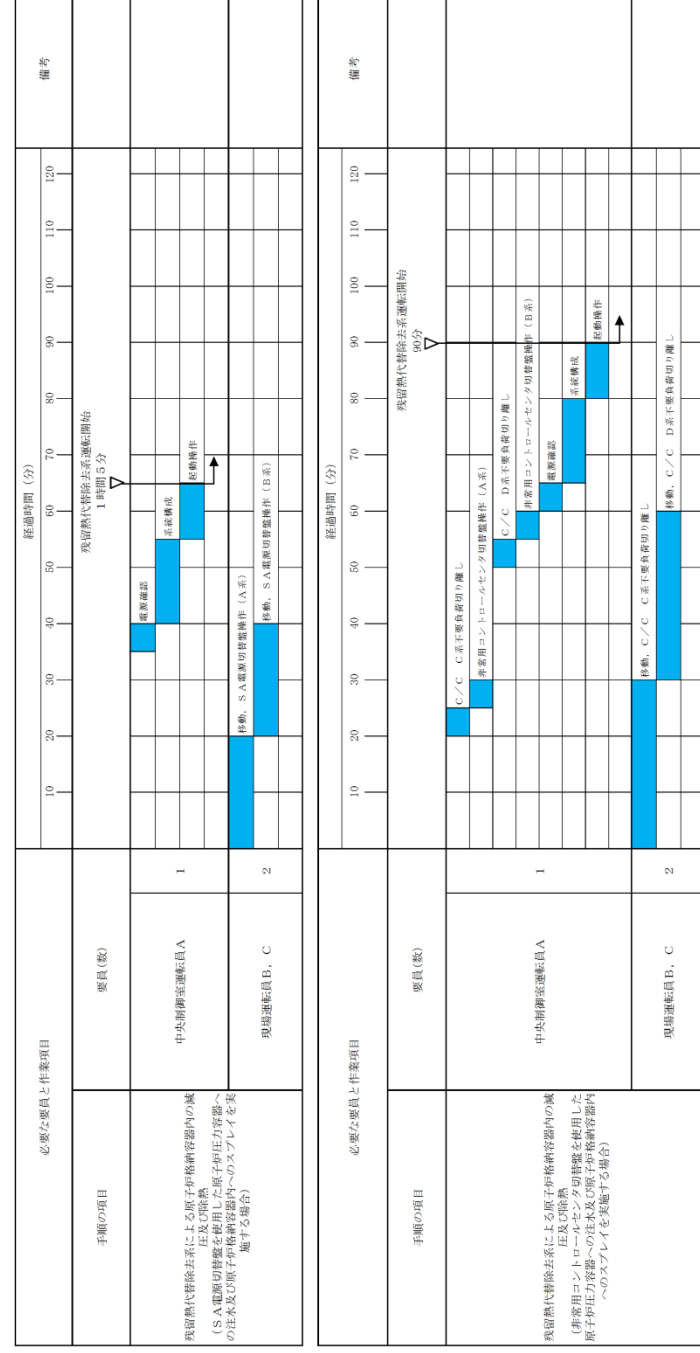 必要な要員と作業項目
経過時間（分）
備考
10 20 30 40 50 60 70 80 90 100 110 120
手順の項目
要員(数)
残留熱代替除去系運転開始
1時間5分
残留熱代替除去系による原子炉格納容器内の減
圧及び除熱
（ＳＡ電源切替盤を使用した原子炉圧力容器へ
の注水及び原子炉格納容器内へのスプレイを実
施する場合）
中央制御室運転員Ａ
1
電源確認
系統構成
起動操作
現場運転員Ｂ，Ｃ
2
移動，ＳＡ電源切替盤操作（Ａ系）
移動，ＳＡ電源切替盤操作（Ｂ系）
必要な要員と作業項目
経過時間（分）
備考
10 20 30 40 50 60 70 80 90 100 110 120
手順の項目
要員(数)
残留熱代替除去系運転開始
90分
残留熱代替除去系による原子炉格納容器内の減
圧及び除熱
（非常用コントロールセンタ切替盤を使用した
原子炉圧力容器への注水及び原子炉格納容器内
へのスプレイを実施する場合）
中央制御室運転員Ａ
1
Ｃ／Ｃ　Ｃ系不要負荷切り離し
非常用コントロールセンタ切替盤操作（Ａ系）
Ｃ／Ｃ　Ｄ系不要負荷切り離し
非常用コントロールセンタ切替盤操作（Ｂ系）
電源確認
系統構成
起動操作
現場運転員Ｂ，Ｃ
2
移動，Ｃ／Ｃ　Ｃ系不要負荷切り離し
移動，Ｃ／Ｃ　Ｄ系不要負荷切り離し